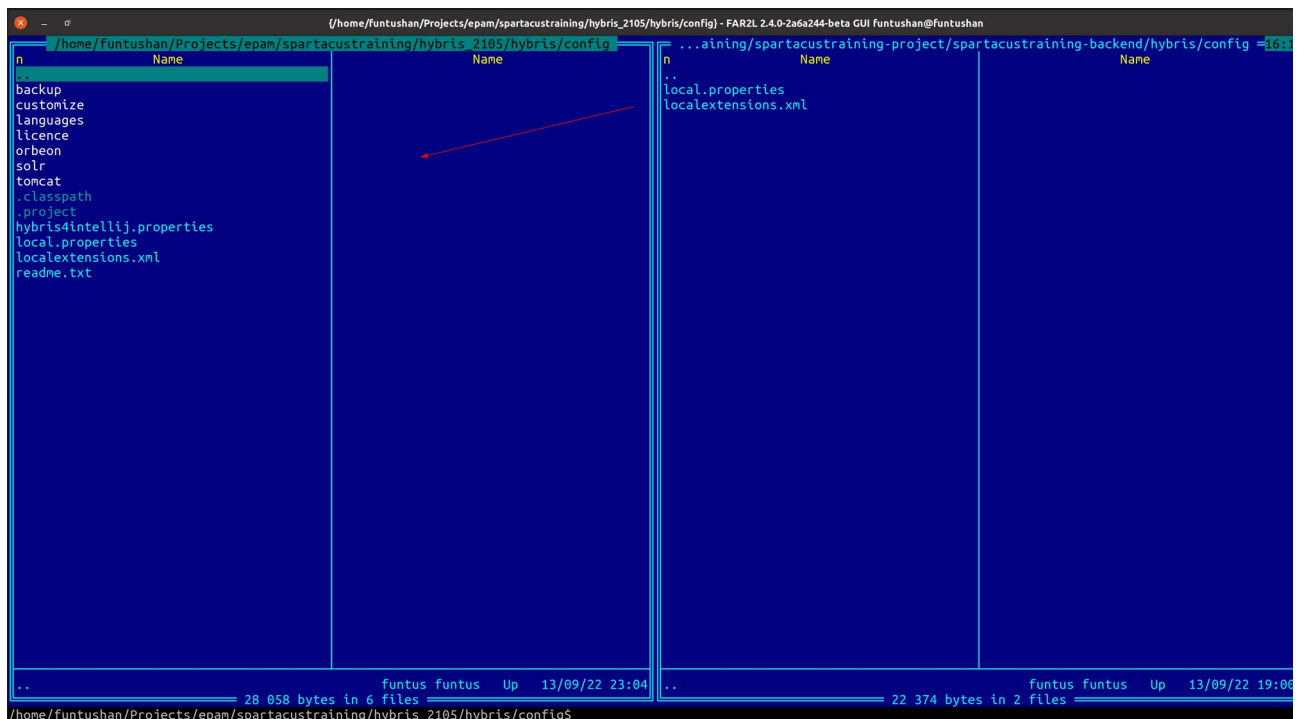 {/home/funtushan/Projects/epam/spartacustraining/hybris_2105/hybris/config} - FAR2L 2.4.0-2a6a244-beta GUI funtushan@funtushan
/home/funtushan/Projects/epam/spartacustraining/hybris_2105/hybris/config
n Name Name
..
backup
customize
languages
licence
orbeon
solr
tomcat
.classpath
.project
hybris4intellij.properties
local.properties
localextensions.xml
readme.txt
.. funtus funtus Up 13/09/22 23:04
28 058 bytes in 6 files
...aining/spartacustraining-project/spartacustraining-backend/hybris/config 16:1
n Name Name
..
local.properties
localextensions.xml
.. funtus funtus Up 13/09/22 19:00
22 374 bytes in 2 files
/home/funtushan/Projects/epam/spartacustraining/hybris_2105/hybris/config$